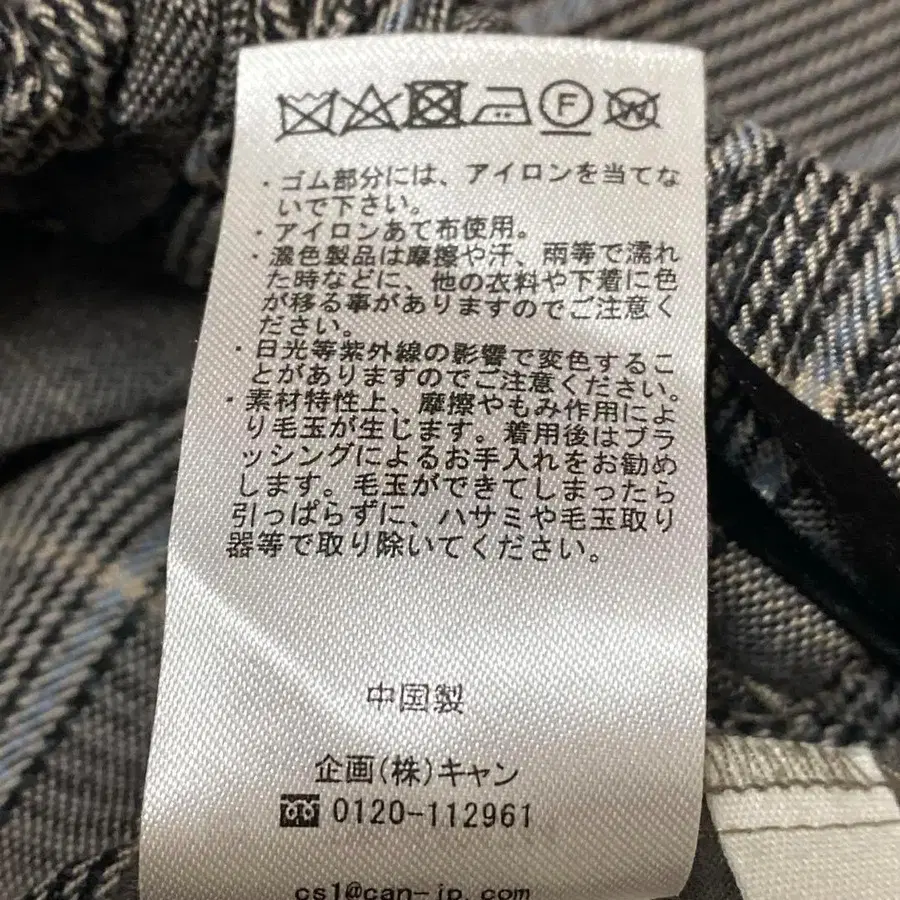 F W
・ゴム部分には、アイロンを当てな
いで下さい。
・アイロンあて布使用。
・濃色製品は摩擦や汗、雨等で濡れ
た時などに、他の衣料や下着に色
が移る事がありますのでご注意く
ださい。
・日光等紫外線の影響で変色するこ
とがありますのでご注意ください。
・素材特性上、摩擦やもみ作用によ
り毛玉が生じます。着用後はブラ
ッシングによるお手入れをお勧め
します。毛玉ができてしまったら
引っぱらずに、ハサミや毛玉取り
器等で取り除いてください。
中国製
企画(株)キャン
0120-112961
cs1@can-jp.com